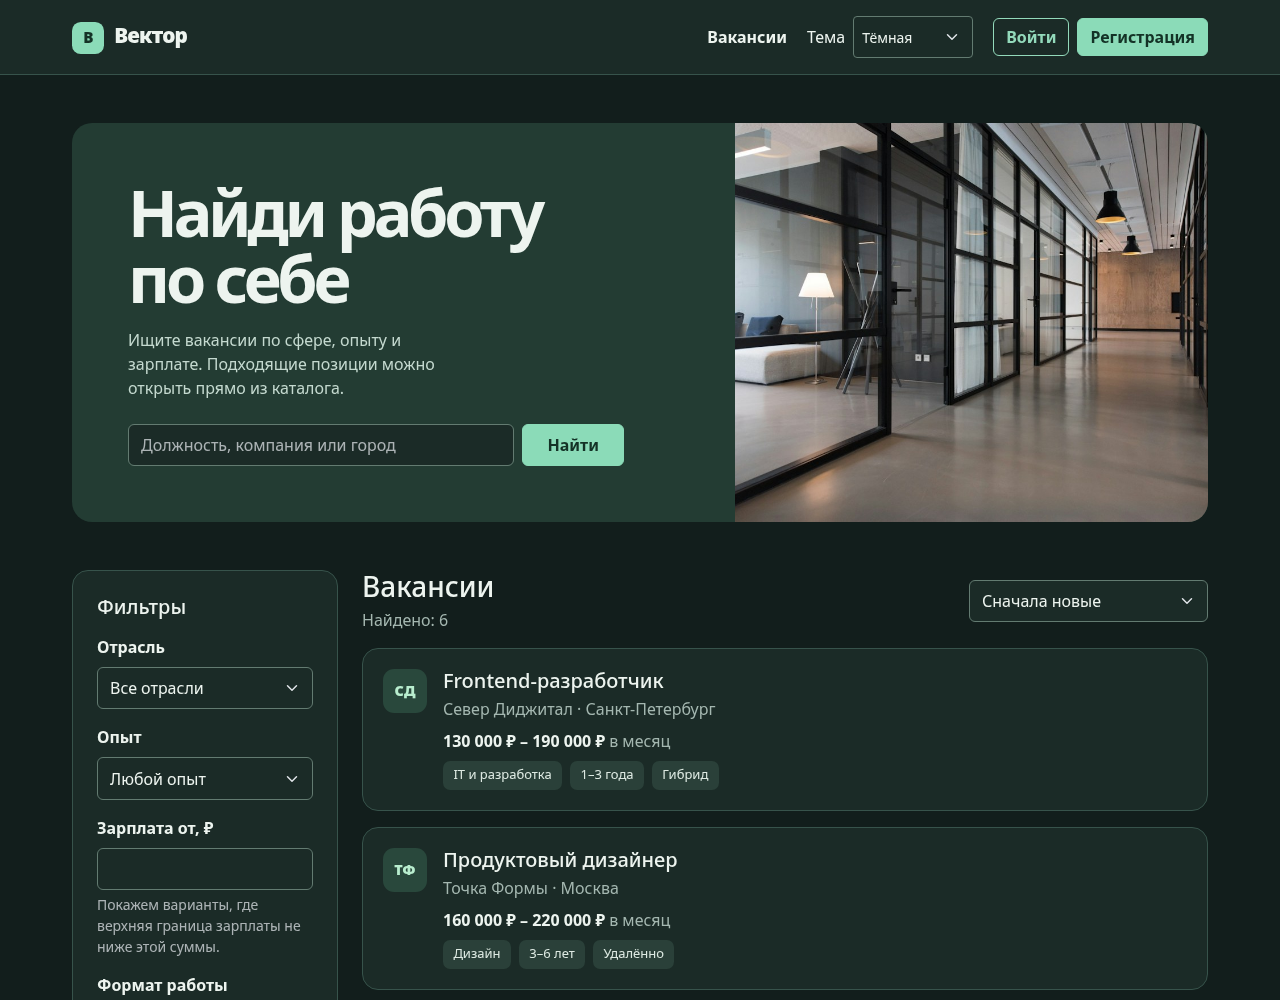 В Вектор Вакансии Тема Тёмная Войти Регистрация
Найди работу
по себе
Ищите вакансии по сфере, опыту и
зарплате. Подходящие позиции можно
открыть прямо из каталога.
Должность, компания или город Найти
Фильтры
Отрасль
Все отрасли
Опыт
Любой опыт
Зарплата от, ₽
Покажем варианты, где
верхняя граница зарплаты не
ниже этой суммы.
Формат работы
Вакансии
Найдено: 6
Сначала новые
СД
Frontend-разработчик
Север Диджитал · Санкт-Петербург
130 000 ₽ – 190 000 ₽ в месяц
IT и разработка 1–3 года Гибрид
ТФ
Продуктовый дизайнер
Точка Формы · Москва
160 000 ₽ – 220 000 ₽ в месяц
Дизайн 3–6 лет Удалённо